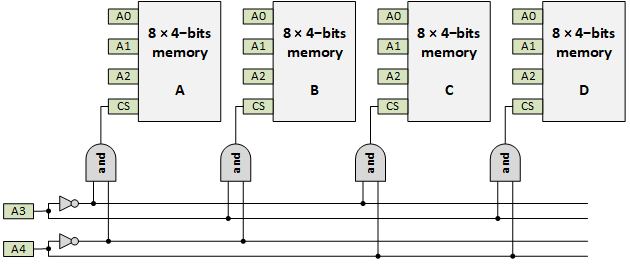 A0
8 × 4–bits
memory
A
A1
A2
CS
A0
8 × 4–bits
memory
B
A1
A2
CS
A0
8 × 4–bits
memory
C
A1
A2
CS
A0
8 × 4–bits
memory
D
A1
A2
CS
and
and
and
and
A3
A4